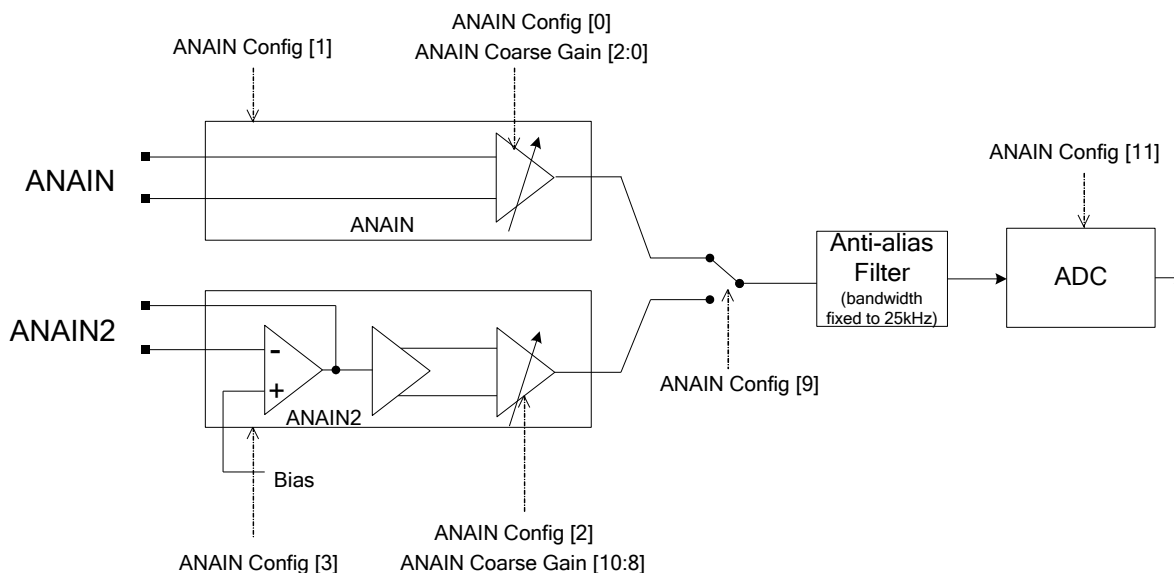 ANAIN Config [0]
ANAIN Config [1]
ANAIN Coarse Gain [2:0]
ANAIN
ANAIN
ANAIN Config [11]
Anti-alias
Filter
(bandwidth
fixed to 25kHz)
ADC
ANAIN2
-
+
ANAIN2
Bias
ANAIN Config [9]
ANAIN Config [2]
ANAIN Config [3]
ANAIN Coarse Gain [10:8]